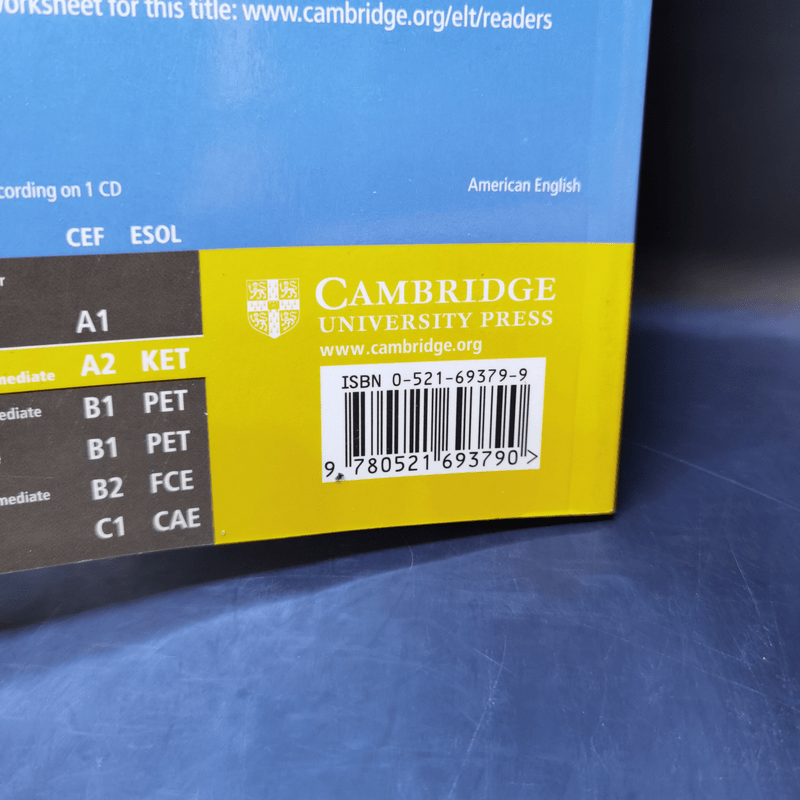 worksheet for this title: www.cambridge.org/elt/readers
cording on 1 CD
American English
CEF ESOL
r
A1
mediate A2 KET
ediate B1 PET
B1 PET
mediate B2 FCE
C1 CAE
CAMBRIDGE
UNIVERSITY PRESS
www.cambridge.org
ISBN 0-521-69379-9
9 780521 693790 >